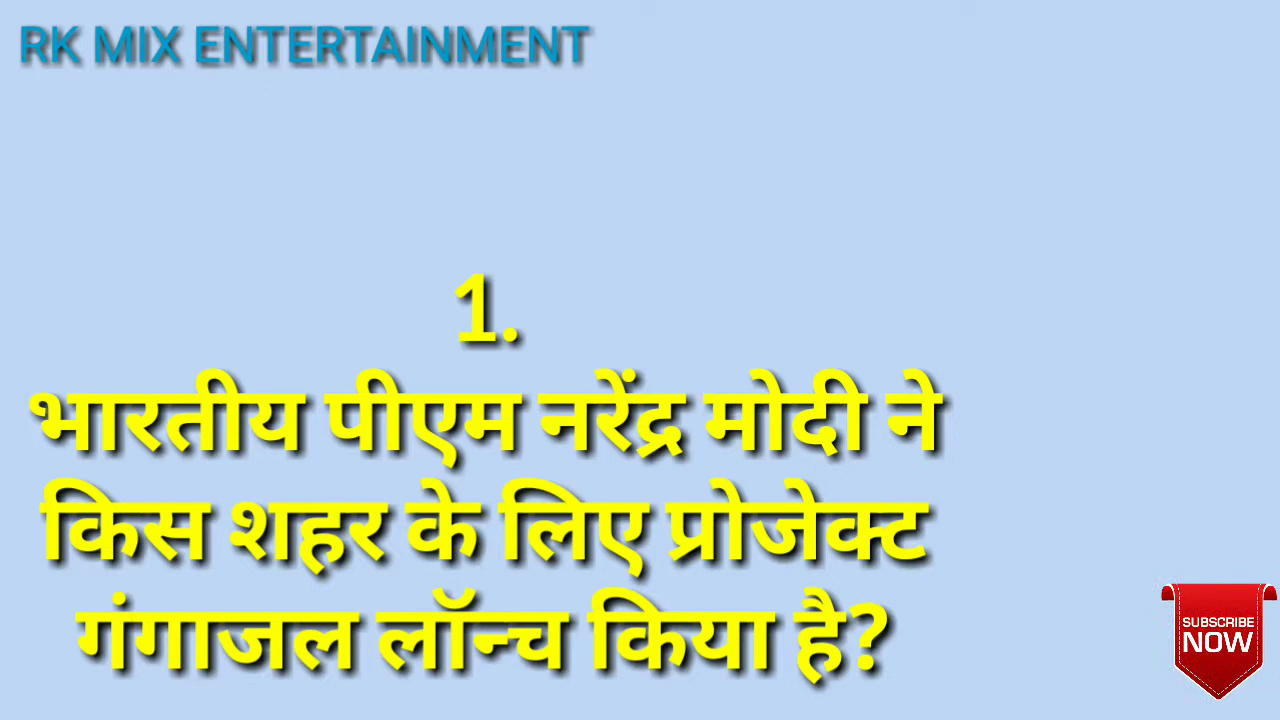 RK MIX ENTERTAINMENT
1.
भारतीय पीएम नरेंद्र मोदी ने
किस शहर के लिए प्रोजेक्ट
गंगाजल लॉन्च किया है?
SUBSCRIBE
NOW